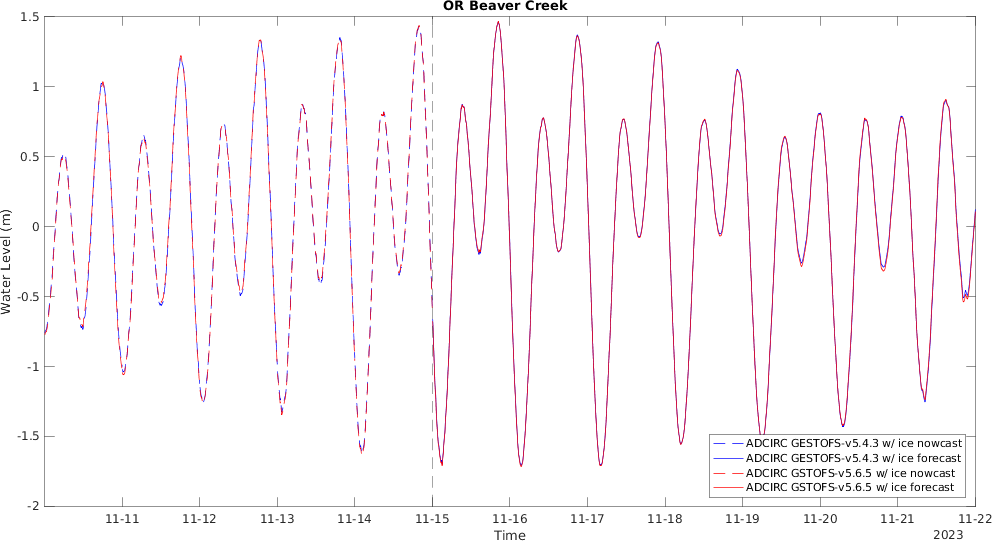 OR Beaver Creek
1.5
1
0.5
0
-0.5
-1
-1.5
-2
Water Level (m)
ADCIRC GESTOFS-v5.4.3 w/ ice nowcast
ADCIRC GESTOFS-v5.4.3 w/ ice forecast
ADCIRC GSTOFS-v5.6.5 w/ ice nowcast
ADCIRC GSTOFS-v5.6.5 w/ ice forecast
11-11 11-12 11-13 11-14 11-15 11-16 11-17 11-18 11-19 11-20 11-21 11-22
Time 2023